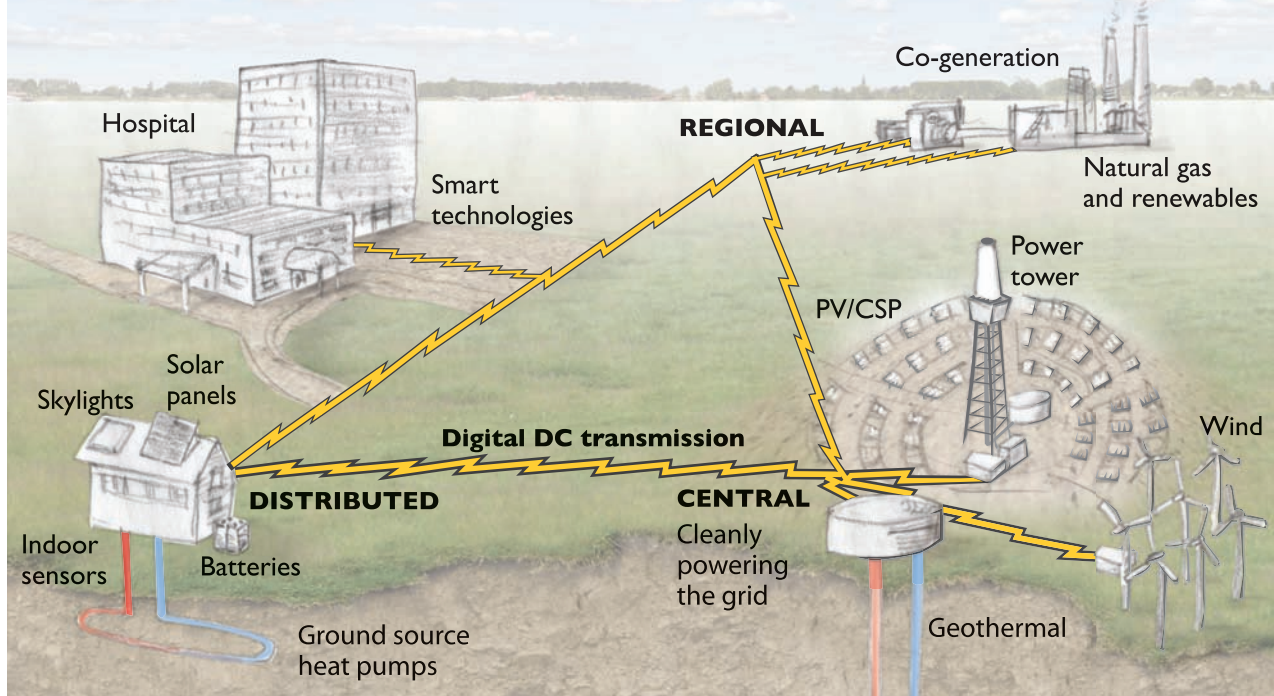 Co-generation
Hospital
REGIONAL
Natural gas
and renewables
Smart
technologies
Power
tower
PV/CSP
Solar
panels
Skylights
Wind
Digital DC transmission
DISTRIBUTED
CENTRAL
Cleanly
powering
the grid
Indoor
sensors
Batteries
Ground source
heat pumps
Geothermal